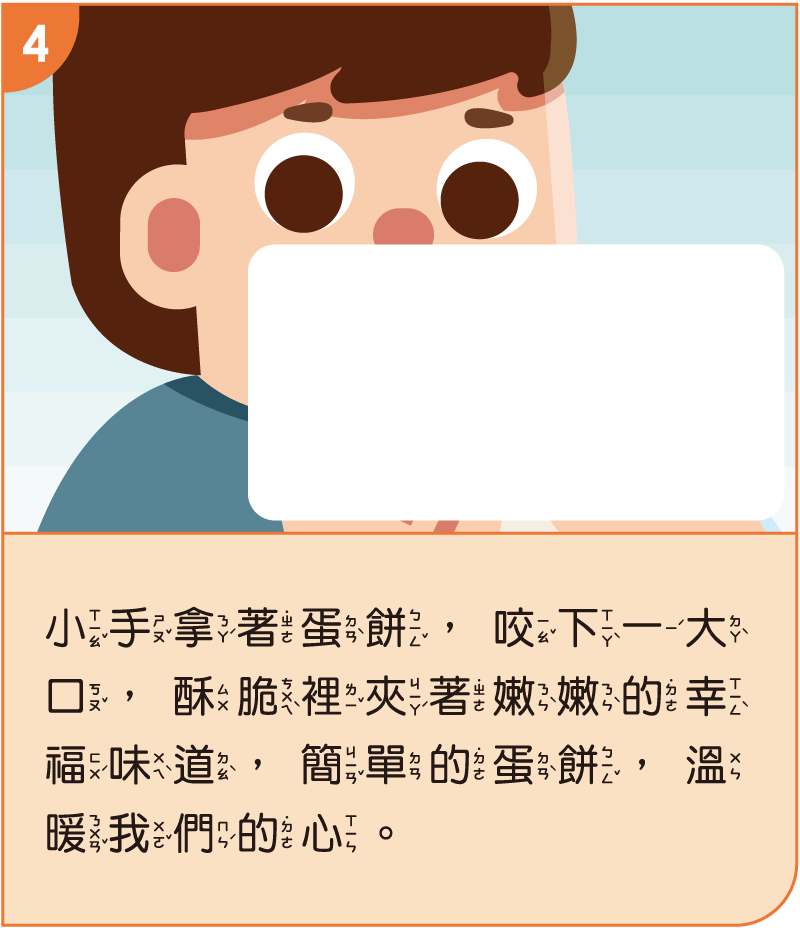 4
小手拿著蛋餅，咬下一大
口，酥脆裡夾著嫩嫩的幸
福味道，簡單的蛋餅，溫
暖我們的心。